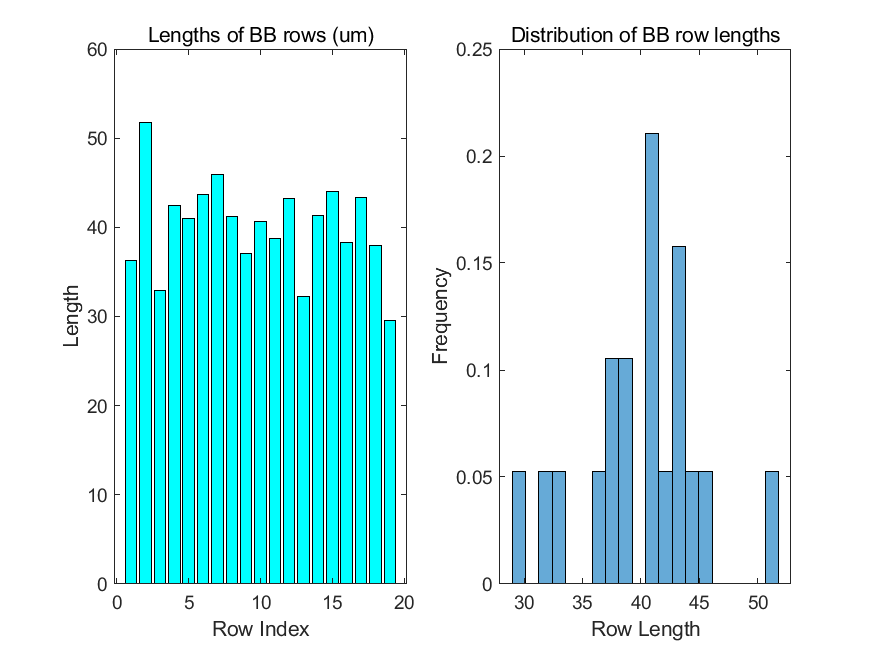 Lengths of BB rows (um)
60
50
40
30
20
10
0
Length
0 5 10 15 20
Row Index
Distribution of BB row lengths
0.25
0.2
0.15
0.1
0.05
0
Frequency
30 35 40 45 50
Row Length